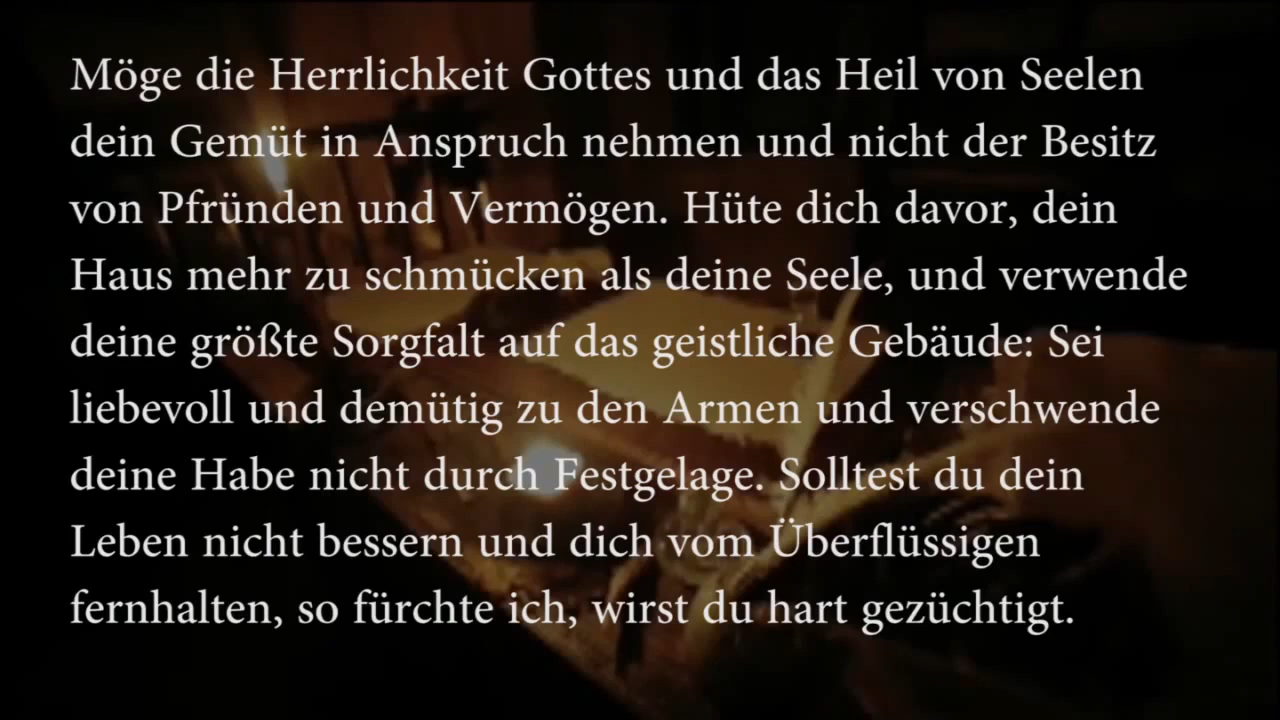 Möge die Herrlichkeit Gottes und das Heil von Seelen
dein Gemüt in Anspruch nehmen und nicht der Besitz
von Pfründen und Vermögen. Hüte dich davor, dein
Haus mehr zu schmücken als deine Seele, und verwende
deine größte Sorgfalt auf das geistliche Gebäude: Sei
liebevoll und demütig zu den Armen und verschwende
deine Habe nicht durch Festgelage. Solltest du dein
Leben nicht bessern und dich vom Überflüssigen
fernhalten, so fürchte ich, wirst du hart gezüchtigt.